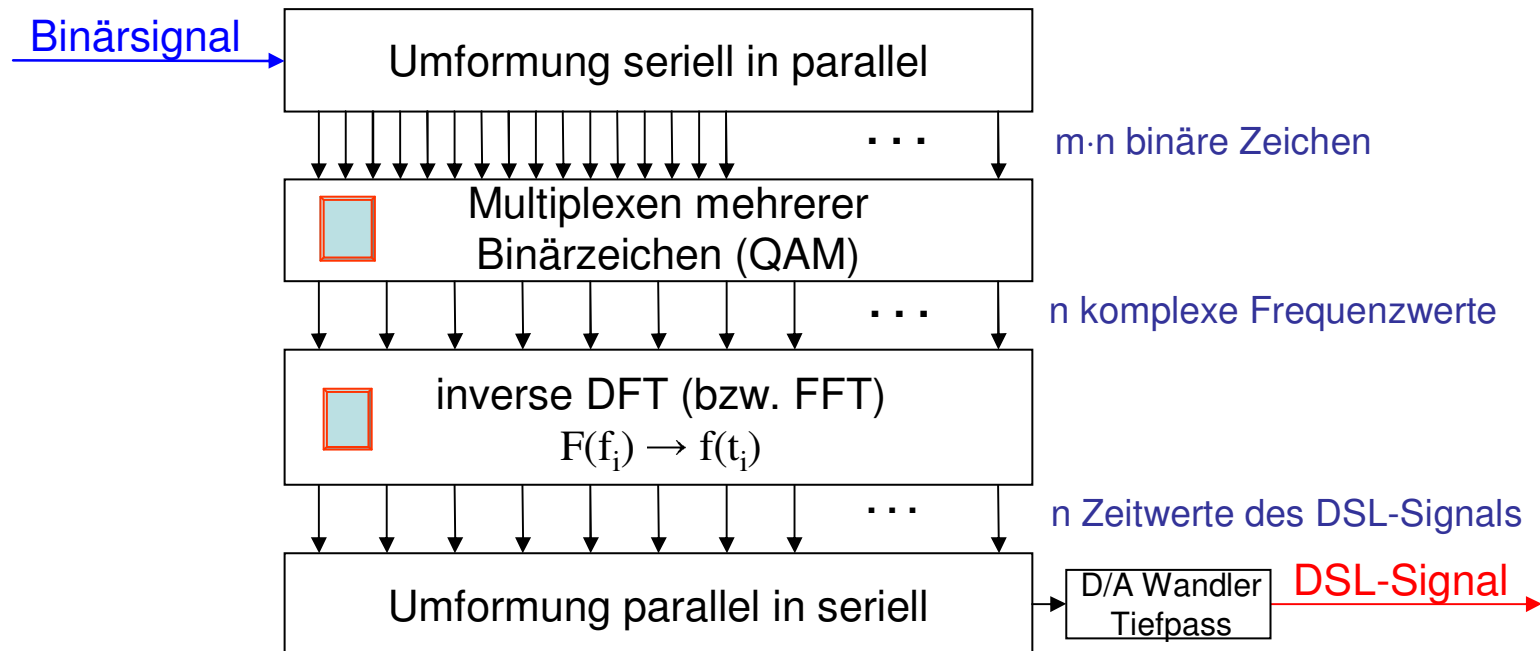 Binärsignal
Umformung seriell in parallel
. . .
m·n binäre Zeichen
Multiplexen mehrerer
Binärzeichen (QAM)
. . .
n komplexe Frequenzwerte
inverse DFT (bzw. FFT)
F(fᵢ) → f(tᵢ)
. . .
n Zeitwerte des DSL-Signals
Umformung parallel in seriell
D/A Wandler
Tiefpass
DSL-Signal